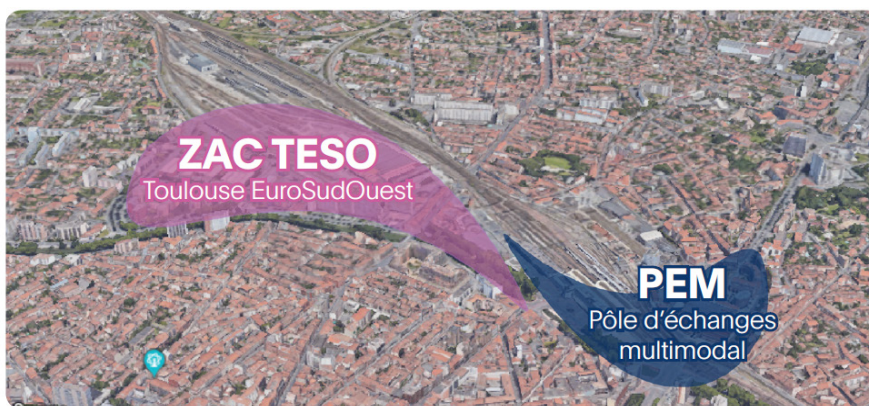 ZAC TESO
Toulouse EuroSudOuest
PEM
Pôle d'échanges
multimodal